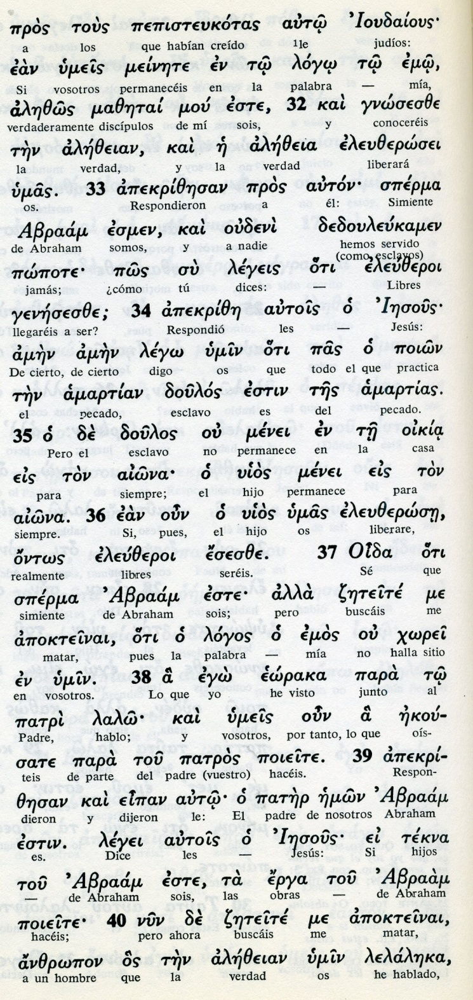 πρὸς τοὺς πεπιστευκότας αὐτῷ Ἰουδαίους·
a los que habían creído 1le judíos:
ἐὰν ὑμεῖς μείνητε ἐν τῷ λόγῳ τῷ ἐμῷ,
Si vosotros permanecéis en la palabra — mía,
ἀληθῶς μαθηταί μού ἐστε, 32 καὶ γνώσεσθε
verdaderamente discípulos de mí sois, y conoceréis
τὴν ἀλήθειαν, καὶ ἡ ἀλήθεια ἐλευθερώσει
la verdad, y la verdad liberará
ὑμᾶς. 33 ἀπεκρίθησαν πρὸς αὐτόν· σπέρμα
os. Respondieron a él: Simiente
Ἀβραάμ ἐσμεν, καὶ οὐδενὶ δεδουλεύκαμεν
de Abraham somos, y a nadie hemos servido
(como esclavos)
πώποτε· πῶς σὺ λέγεις ὅτι ἐλεύθεροι
jamás; ¿cómo tú dices: — Libres
γενήσεσθε; 34 ἀπεκρίθη αὐτοῖς ὁ Ἰησοῦς·
llegaréis a ser? Respondió les — Jesús:
ἀμὴν ἀμὴν λέγω ὑμῖν ὅτι πᾶς ὁ ποιῶν
De cierto, de cierto digo os que todo el que practica
τὴν ἁμαρτίαν δοῦλός ἐστιν τῆς ἁμαρτίας.
el pecado, esclavo es del pecado.
35 ὁ δὲ δοῦλος οὐ μένει ἐν τῇ οἰκίᾳ
Pero el esclavo no permanece en la casa
εἰς τὸν αἰῶνα· ὁ υἱὸς μένει εἰς τὸν
para siempre; el hijo permanece para
αἰῶνα. 36 ἐὰν οὖν ὁ υἱὸς ὑμᾶς ἐλευθερώσῃ,
siempre. Si, pues, el hijo os liberare,
ὄντως ἐλεύθεροι ἔσεσθε. 37 Οἶδα ὅτι
realmente libres seréis. Sé que
σπέρμα Ἀβραάμ ἐστε· ἀλλὰ ζητεῖτέ με
simiente de Abraham sois; pero buscáis me
ἀποκτεῖναι, ὅτι ὁ λόγος ὁ ἐμὸς οὐ χωρεῖ
matar, pues la palabra — mía no halla sitio
ἐν ὑμῖν. 38 ἃ ἐγὼ ἑώρακα παρὰ τῷ
en vosotros. Lo que yo he visto junto al
πατρὶ λαλῶ· καὶ ὑμεῖς οὖν ἃ ἠκού-
Padre, hablo; y vosotros, por tanto, lo que oís-
σατε παρὰ τοῦ πατρὸς ποιεῖτε. 39 ἀπεκρί-
teis de parte del padre (vuestro) hacéis. Respon-
θησαν καὶ εἶπαν αὐτῷ· ὁ πατὴρ ἡμῶν Ἀβραάμ
dieron y dijeron le: El padre de nosotros Abraham
ἐστιν. λέγει αὐτοῖς ὁ Ἰησοῦς· εἰ τέκνα
es. Dice les — Jesús: Si hijos
τοῦ Ἀβραάμ ἐστε, τὰ ἔργα τοῦ Ἀβραὰμ
— de Abraham sois, las obras — de Abraham
ποιεῖτε· 40 νῦν δὲ ζητεῖτέ με ἀποκτεῖναι,
hacéis; pero ahora buscáis me matar,
ἄνθρωπον ὃς τὴν ἀλήθειαν ὑμῖν λελάληκα,
a un hombre que la verdad os he hablado,